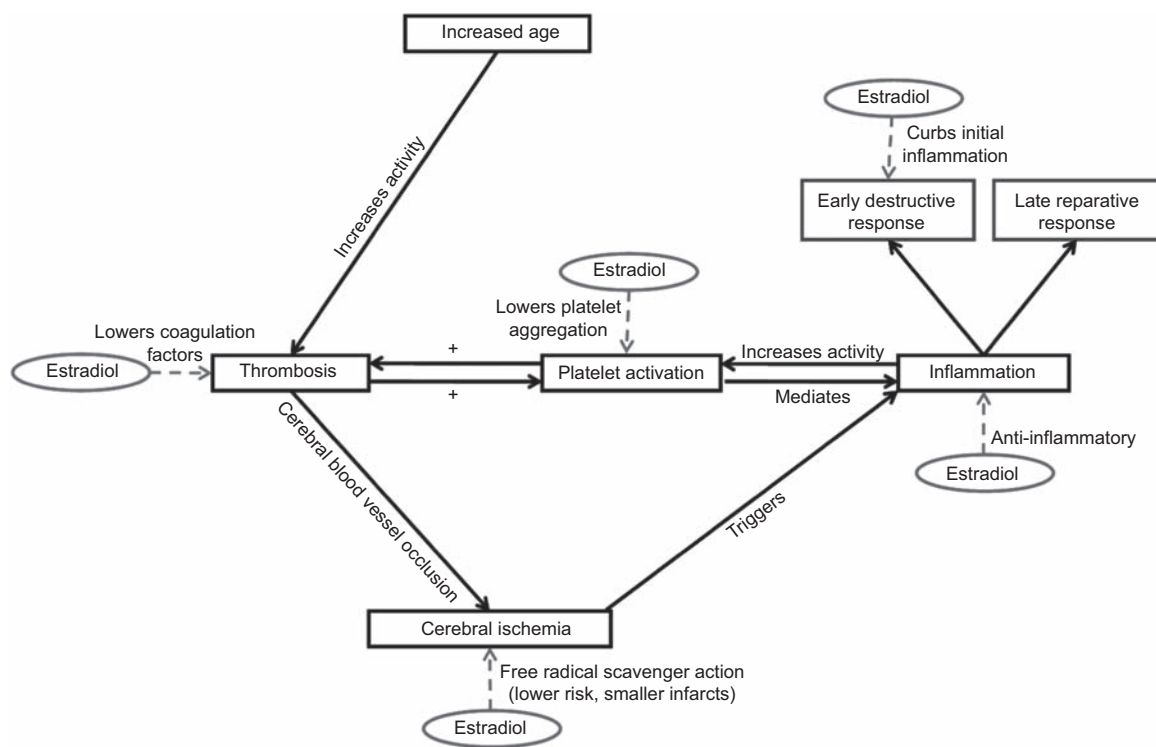 Increased age
Estradiol
Curbs initial
inflammation
Increases activity
Early destructive
response
Late reparative
response
Estradiol
Lowers platelet
aggregation
Lowers coagulation
factors
Estradiol
Thrombosis
+
+
Platelet activation
Increases activity
Mediates
Inflammation
Anti-inflammatory
Estradiol
Cerebral blood vessel occlusion
Triggers
Cerebral ischemia
Free radical scavenger action
(lower risk, smaller infarcts)
Estradiol